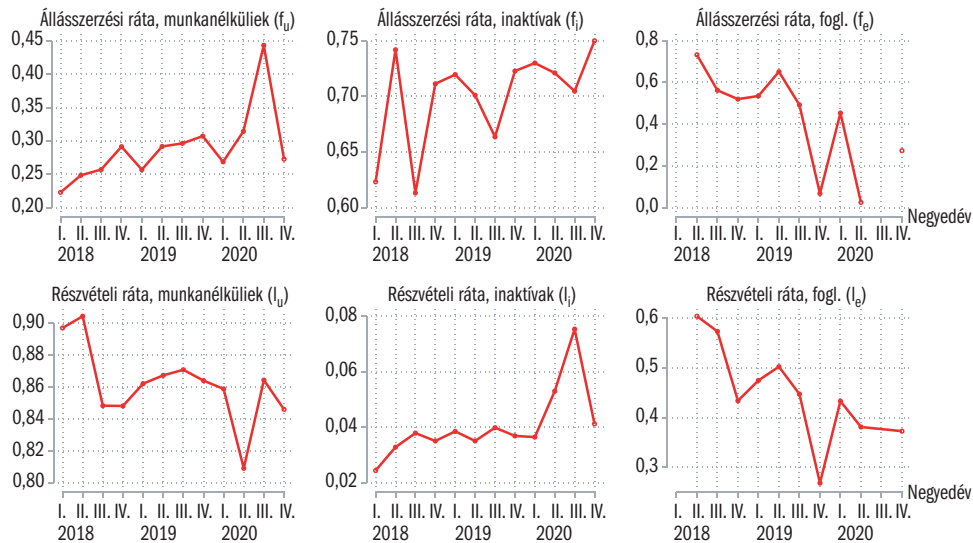 Állásszerzési ráta, munkanélküliek (fu)
0,45
0,40
0,35
0,30
0,25
0,20
I. II. III. IV. I. II. III. IV. I. II. III. IV.
2018 2019 2020
Állásszerzési ráta, inaktívak (fi)
0,75
0,70
0,65
0,60
I. II. III. IV. I. II. III. IV. I. II. III. IV.
2018 2019 2020
Állásszerzési ráta, fogl. (fe)
0,8
0,6
0,4
0,2
0,0
Negyedév
I. II. III. IV. I. II. III. IV. I. II. III. IV.
2018 2019 2020
Részvételi ráta, munkanélküliek (lu)
0,90
0,88
0,86
0,84
0,82
0,80
I. II. III. IV. I. II. III. IV. I. II. III. IV.
2018 2019 2020
Részvételi ráta, inaktívak (li)
0,08
0,06
0,04
0,02
I. II. III. IV. I. II. III. IV. I. II. III. IV.
2018 2019 2020
Részvételi ráta, fogl. (le)
0,6
0,5
0,4
0,3
Negyedév
I. II. III. IV. I. II. III. IV. I. II. III. IV.
2018 2019 2020